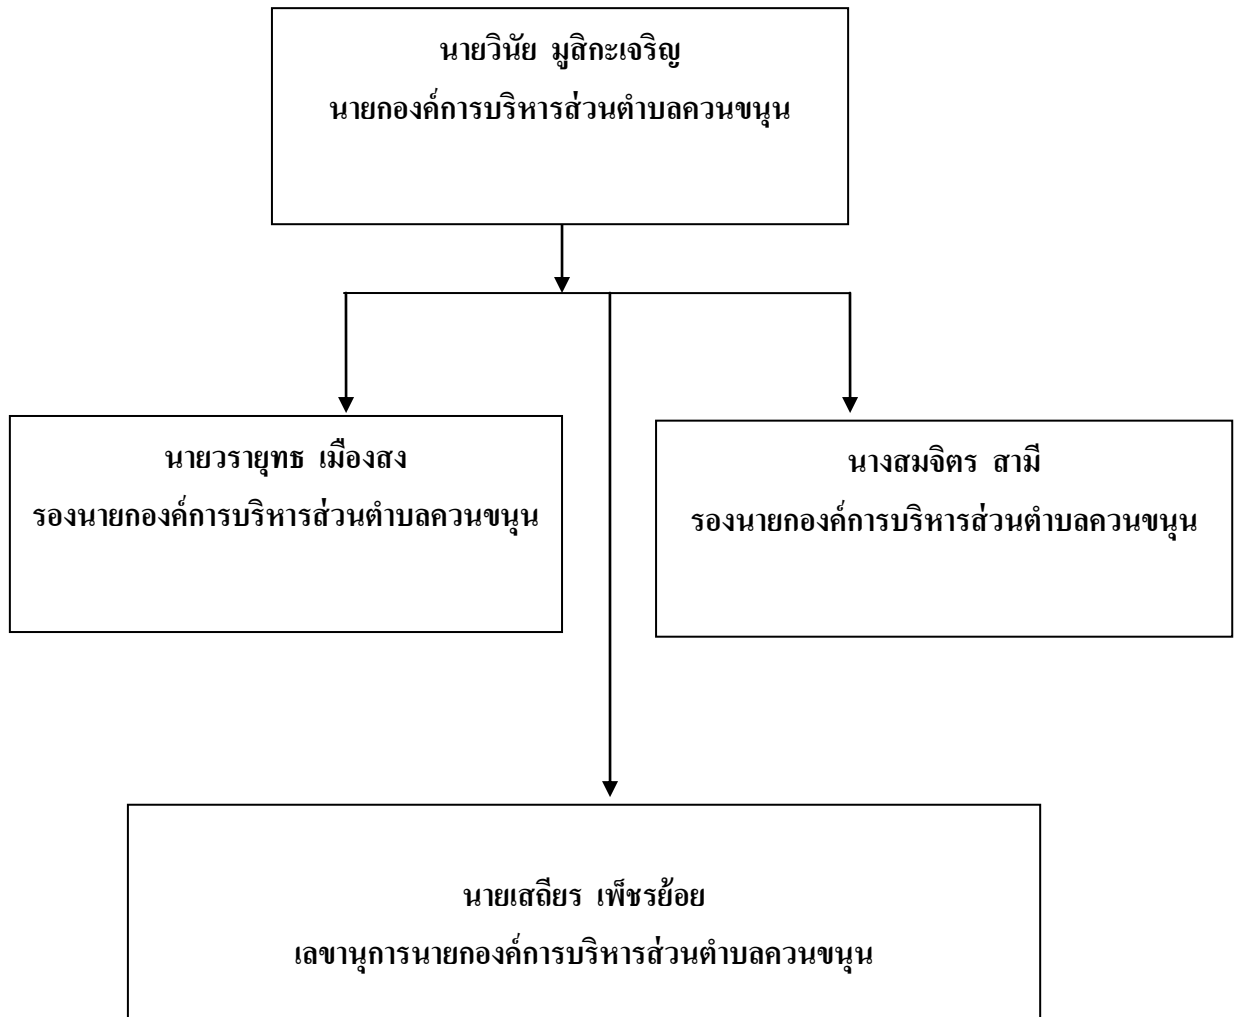 นายวินัย มูสิกะเจริญ
นายกองค์การบริหารส่วนตำบลควนขนุน
นายวรายุทธ เมืองสง
รองนายกองค์การบริหารส่วนตำบลควนขนุน
นางสมจิตร สามี
รองนายกองค์การบริหารส่วนตำบลควนขนุน
นายเสถียร เพ็ชรย้อย
เลขานุการนายกองค์การบริหารส่วนตำบลควนขนุน